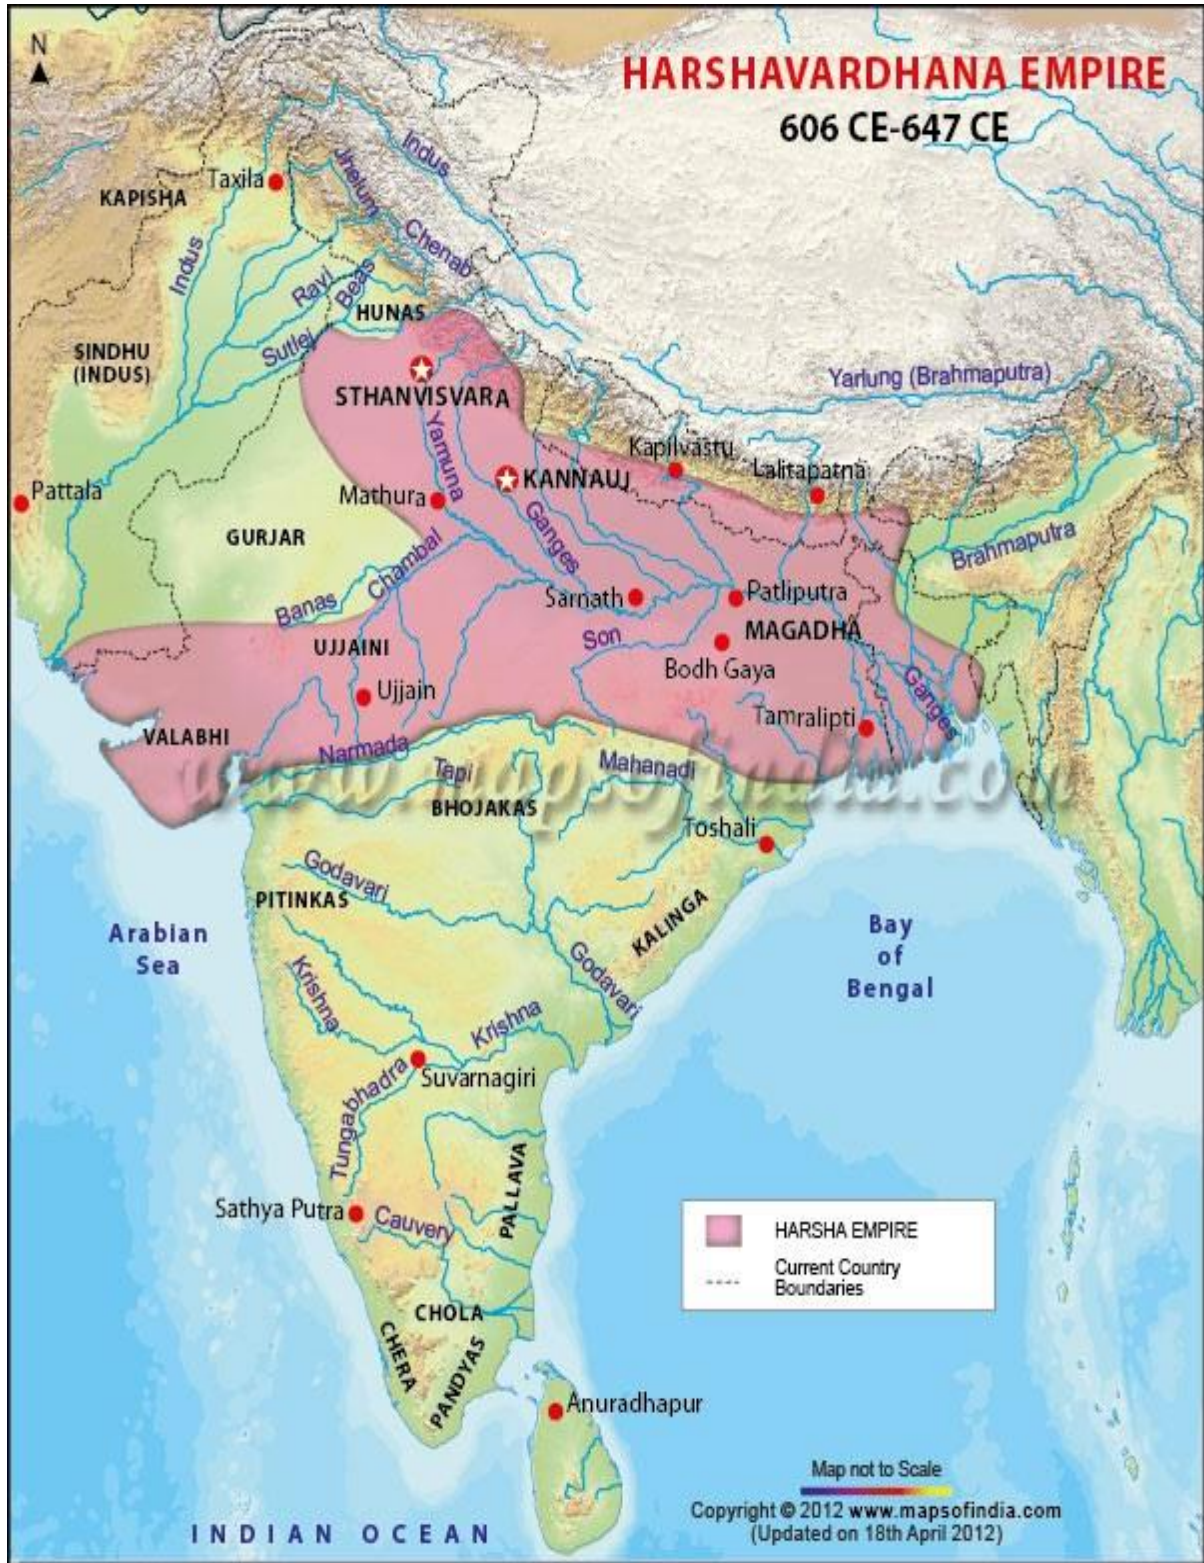 HARSHAVARDHANA EMPIRE
606 CE-647 CE
N
Indus
Jhelum
Taxila
KAPISHA
Chenab
Indus
Ravi
Beas
HUNAS
SINDHU
(INDUS)
Sutlej
STHANVISVARA
Yarlung (Brahmaputra)
Yamuna
Kapilvastu
Lalitapatna
KANNAUJ
Pattala
Mathura
Ganges
GURJAR
Chambal
Brahmaputra
Banas
Sarnath
Patliputra
Son
MAGADHA
UJJAINI
Bodh Gaya
Ujjain
Ganges
Tamralipti
VALABHI
Narmada
www.mapsofindia.com
Tapi
Mahanadi
BHOJAKAS
Toshali
Godavari
PITINKAS
KALINGA
Arabian
Sea
Bay
of
Bengal
Godavari
Krishna
Krishna
Suvarnagiri
Tungabhadra
PALLAVA
Sathya Putra
Cauvery
HARSHA EMPIRE
Current Country
Boundaries
CHOLA
CHERA
PANDYAS
Anuradhapur
Map not to Scale
Copyright © 2012 www.mapsofindia.com
(Updated on 18th April 2012)
INDIAN OCEAN